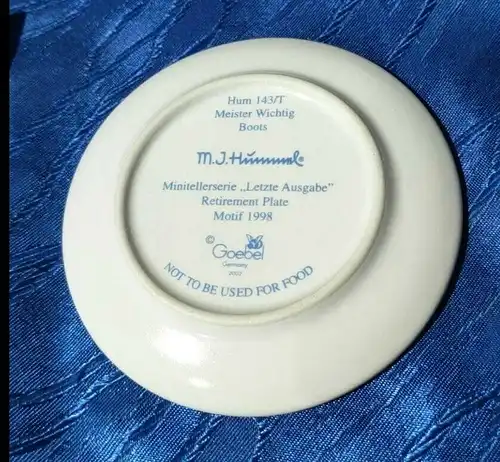 Hum 143/T
Meister Wichtig
Boots
M.J.Hummel®
Minitellerserie „Letzte Ausgabe"
Retirement Plate
Motif 1998
© Goebel
Germany
2002
NOT TO BE USED FOR FOOD